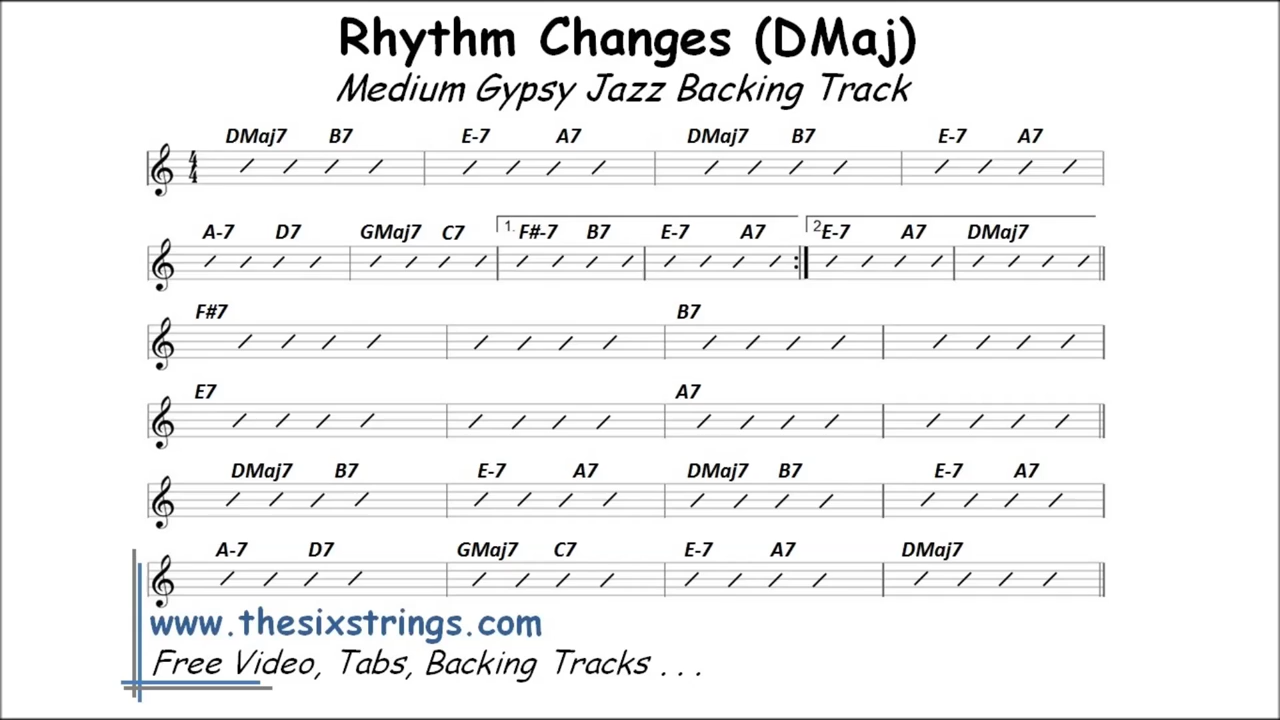 Rhythm Changes (DMaj)
Medium Gypsy Jazz Backing Track
DMaj7 B7 E-7 A7 DMaj7 B7 E-7 A7
4
4
A-7 D7 GMaj7 C7 1. F#-7 B7 E-7 A7 2. E-7 A7 DMaj7
F#7 B7
E7 A7
DMaj7 B7 E-7 A7 DMaj7 B7 E-7 A7
A-7 D7 GMaj7 C7 E-7 A7 DMaj7
www.thesixstrings.com
Free Video, Tabs, Backing Tracks . . .